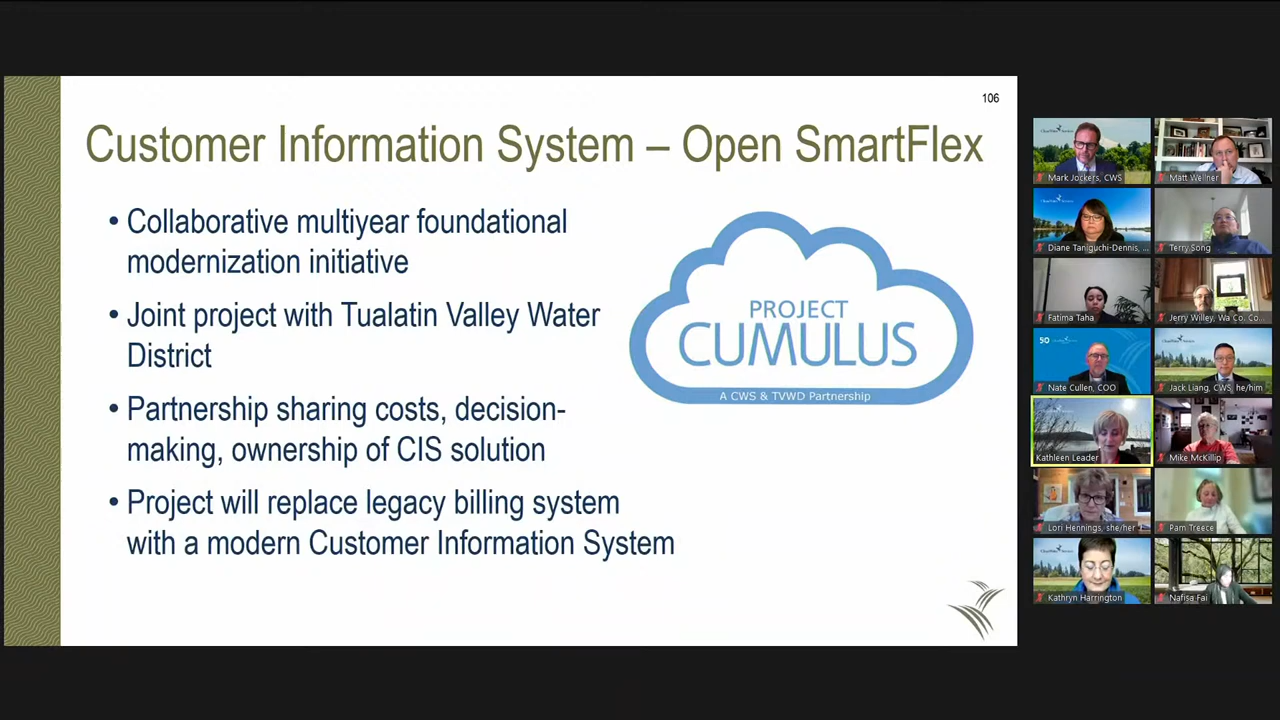 106
Customer Information System – Open SmartFlex
• Collaborative multiyear foundational
modernization initiative
• Joint project with Tualatin Valley Water
District
• Partnership sharing costs, decision-
making, ownership of CIS solution
• Project will replace legacy billing system
with a modern Customer Information System
PROJECT
CUMULUS
A CWS & TVWD Partnership
Mark Jockers, CWS
Matt Wellner
Diane Taniguchi-Dennis, ...
Terry Song
Fatima Taha
Jerry Willey, Wa Co. Co...
50
Nate Cullen, COO
Jack Liang, CWS, he/him
Kathleen Leader
Mike McKillip
Lori Hennings, she/her
Pam Treece
Kathryn Harrington
Nafisa Fai